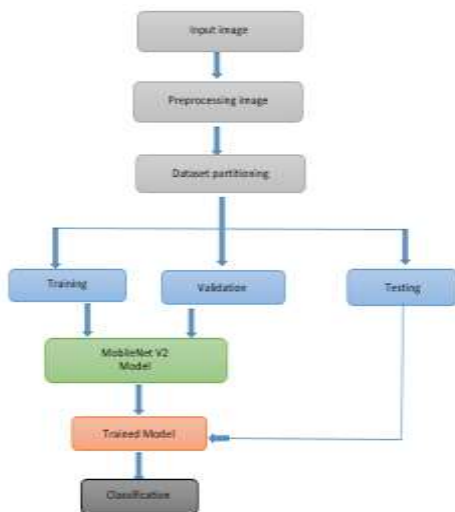 Input image
Preprocessing image
Dataset partitioning
Training
Validation
Testing
MobileNet V2
Model
Trained Model
Classification